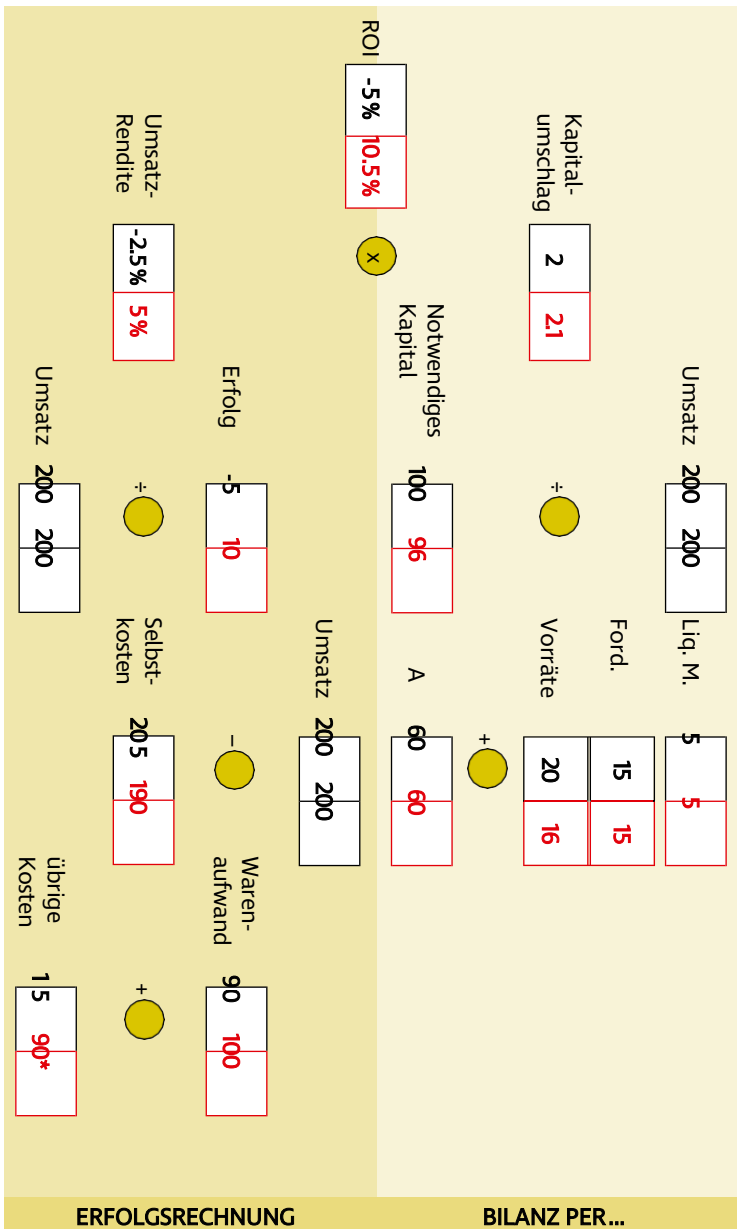 Umsatz
200 200
Liq. M.
5 5
Ford.
15 15
Kapital-
umschlag
2 2.1
÷
Vorräte
20 16
+
Notwendiges
Kapital
100 96
A
60 60
ROI
-5% 10.5%
x
Umsatz
200 200
Erfolg
-5 10
–
Waren-
aufwand
90 100
Umsatz-
Rendite
-2.5% 5%
÷
Selbst-
kosten
205 190
+
Umsatz
200 200
übrige
Kosten
1 5 90*
ERFOLGSRECHNUNG
BILANZ PER...